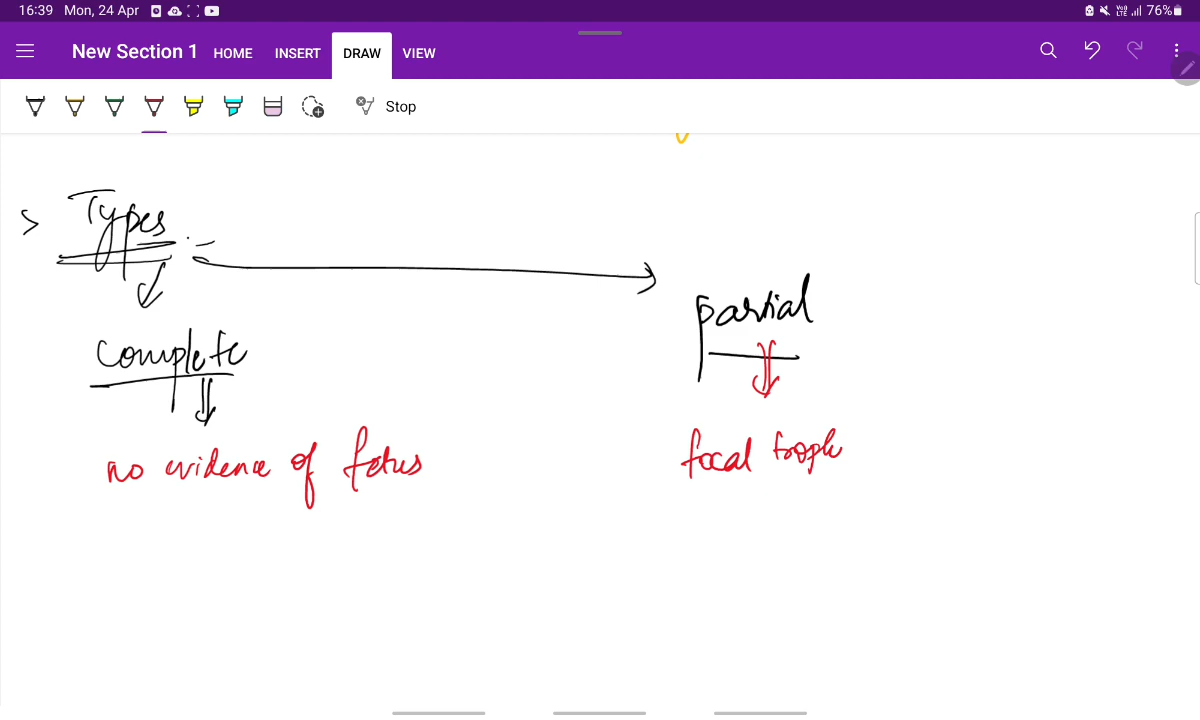 16:39 Mon, 24 Apr 76%
New Section 1 HOME INSERT DRAW VIEW
Stop
> Types :-
partial
complete
no evidence of fetus
focal troph